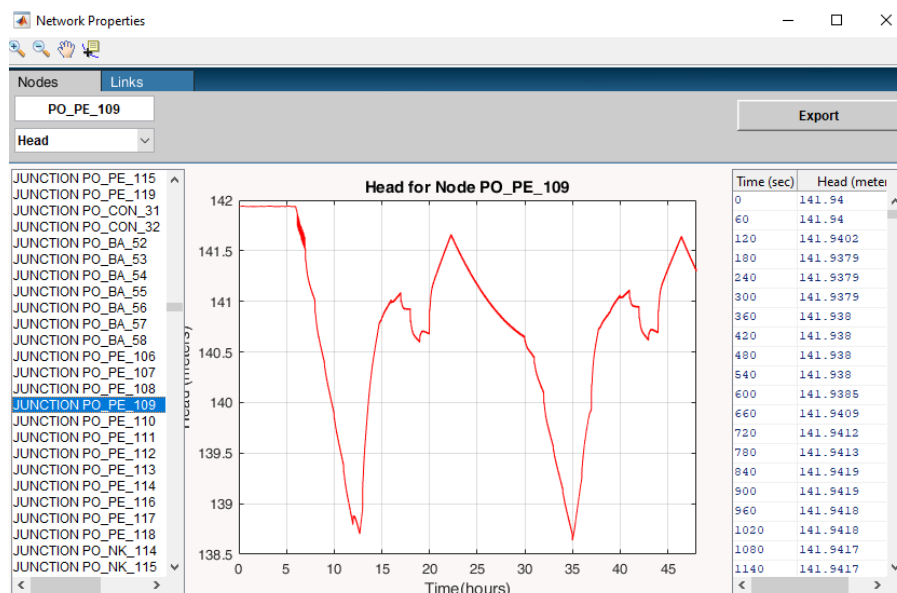 Network Properties
Nodes Links
PO_PE_109
Export
Head
JUNCTION PO_PE_115
JUNCTION PO_PE_119
JUNCTION PO_CON_31
JUNCTION PO_CON_32
JUNCTION PO_BA_52
JUNCTION PO_BA_53
JUNCTION PO_BA_54
JUNCTION PO_BA_55
JUNCTION PO_BA_56
JUNCTION PO_BA_57
JUNCTION PO_BA_58
JUNCTION PO_PE_106
JUNCTION PO_PE_107
JUNCTION PO_PE_108
JUNCTION PO_PE_109
JUNCTION PO_PE_110
JUNCTION PO_PE_111
JUNCTION PO_PE_112
JUNCTION PO_PE_113
JUNCTION PO_PE_114
JUNCTION PO_PE_116
JUNCTION PO_PE_117
JUNCTION PO_PE_118
JUNCTION PO_NK_114
JUNCTION PO_NK_115
Head for Node PO_PE_109
142
141.5
141
140.5
140
139.5
139
138.5
Head (meters)
0 5 10 15 20 25 30 35 40 45
Time(hours)
Time (sec) Head (meter
0 141.94
60 141.94
120 141.9402
180 141.9379
240 141.9379
300 141.9379
360 141.938
420 141.938
480 141.938
540 141.938
600 141.9385
660 141.9409
720 141.9412
780 141.9413
840 141.9419
900 141.9419
960 141.9418
1020 141.9418
1080 141.9417
1140 141.9417